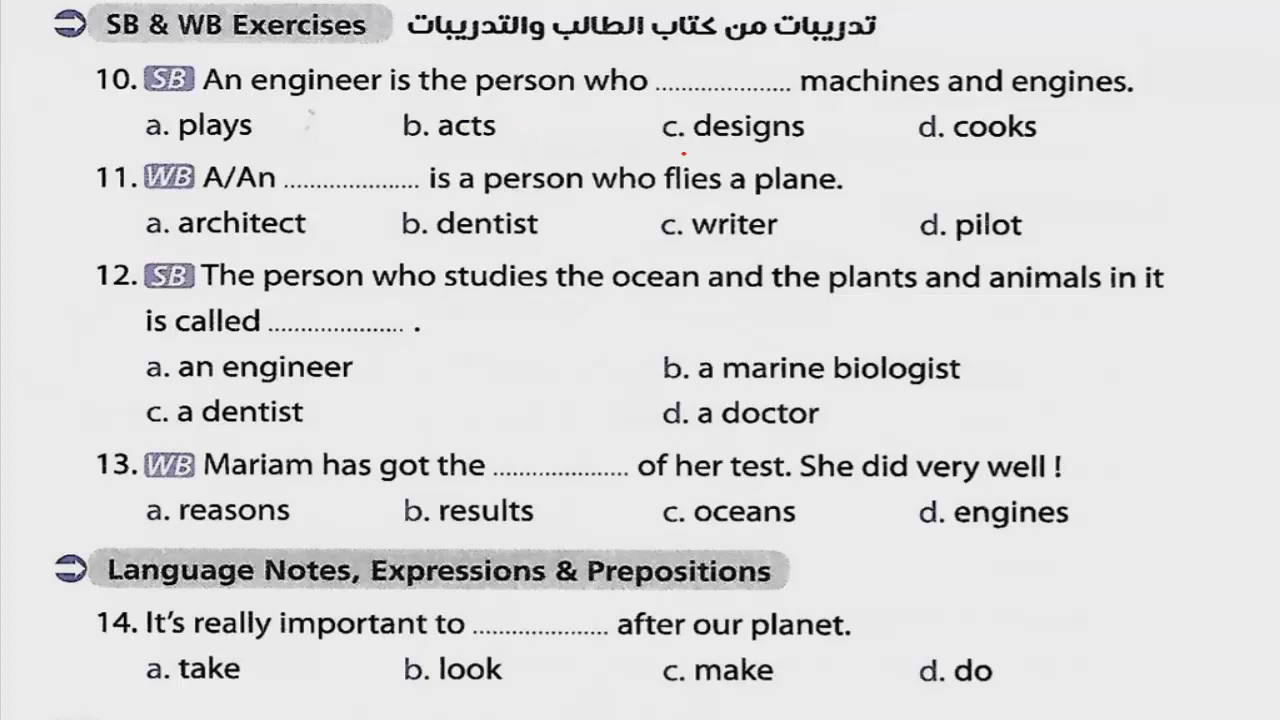 SB & WB Exercises تدريبات من كتاب الطالب والتدريبات
10. SB An engineer is the person who .................... machines and engines.
a. plays b. acts c. designs d. cooks
11. WB A/An .................... is a person who flies a plane.
a. architect b. dentist c. writer d. pilot
12. SB The person who studies the ocean and the plants and animals in it
is called .................... .
a. an engineer b. a marine biologist
c. a dentist d. a doctor
13. WB Mariam has got the .................... of her test. She did very well !
a. reasons b. results c. oceans d. engines
Language Notes, Expressions & Prepositions
14. It's really important to .................... after our planet.
a. take b. look c. make d. do